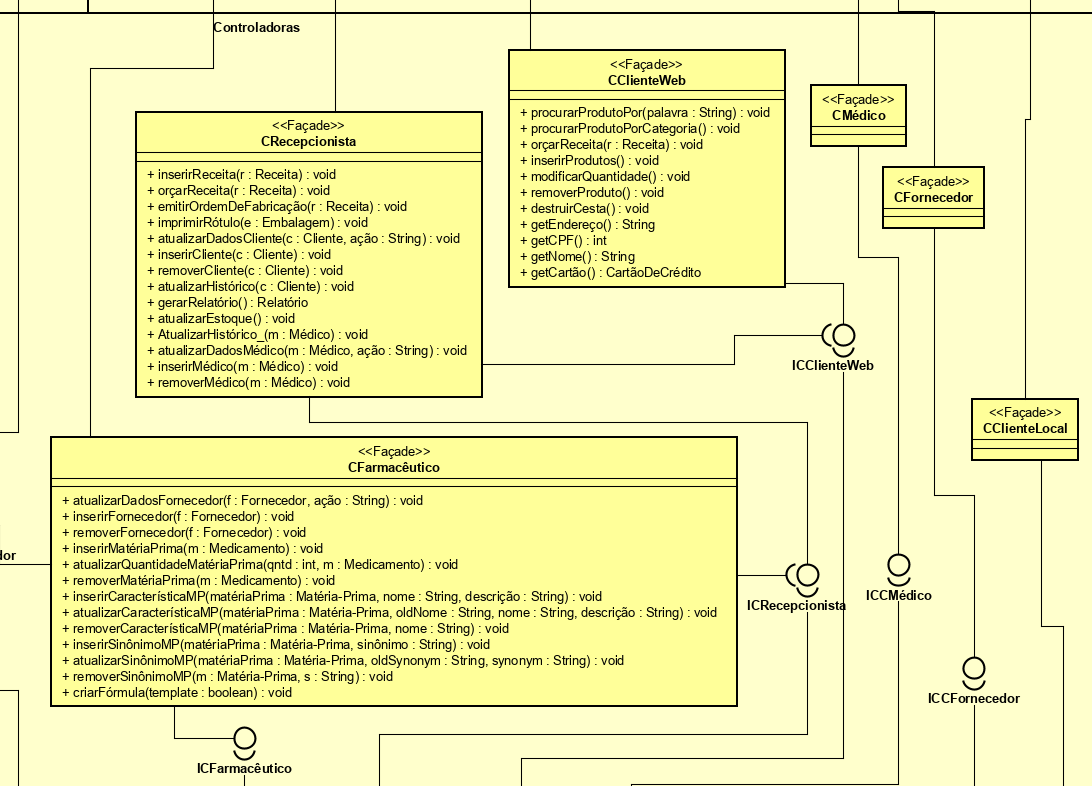 Controladoras
<<Façade>>
CClienteWeb
+ procurarProdutoPor(palavra : String) : void
+ procurarProdutoPorCategoria() : void
+ orçarReceita(r : Receita) : void
+ inserirProdutos() : void
+ modificarQuantidade() : void
+ removerProduto() : void
+ destruirCesta() : void
+ getEndereço() : String
+ getCPF() : int
+ getNome() : String
+ getCartão() : CartãoDeCrédito
<<Façade>>
CMédico
<<Façade>>
CRecepcionista
+ inserirReceita(r : Receita) : void
+ orçarReceita(r : Receita) : void
+ emitirOrdemDeFabricação(r : Receita) : void
+ imprimirRótulo(e : Embalagem) : void
+ atualizarDadosCliente(c : Cliente, ação : String) : void
+ inserirCliente(c : Cliente) : void
+ removerCliente(c : Cliente) : void
+ atualizarHistórico(c : Cliente) : void
+ gerarRelatório() : Relatório
+ atualizarEstoque() : void
+ AtualizarHistórico_(m : Médico) : void
+ atualizarDadosMédico(m : Médico, ação : String) : void
+ inserirMédico(m : Médico) : void
+ removerMédico(m : Médico) : void
<<Façade>>
CFornecedor
ICClienteWeb
<<Façade>>
CClienteLocal
<<Façade>>
CFarmacêutico
+ atualizarDadosFornecedor(f : Fornecedor, ação : String) : void
+ inserirFornecedor(f : Fornecedor) : void
+ removerFornecedor(f : Fornecedor) : void
+ inserirMatériaPrima(m : Medicamento) : void
+ atualizarQuantidadeMatériaPrima(qntd : int, m : Medicamento) : void
+ removerMatériaPrima(m : Medicamento) : void
+ inserirCaracterísticaMP(matériaPrima : Matéria-Prima, nome : String, descrição : String) : void
+ atualizarCaracterísticaMP(matériaPrima : Matéria-Prima, oldNome : String, nome : String, descrição : String) : void
+ removerCaracterísticaMP(matériaPrima : Matéria-Prima, nome : String) : void
+ inserirSinônimoMP(matériaPrima : Matéria-Prima, sinônimo : String) : void
+ atualizarSinônimoMP(matériaPrima : Matéria-Prima, oldSynonym : String, synonym : String) : void
+ removerSinônimoMP(m : Matéria-Prima, s : String) : void
+ criarFórmula(template : boolean) : void
dor
ICRecepcionista
ICCMédico
ICCFornecedor
ICFarmacêutico